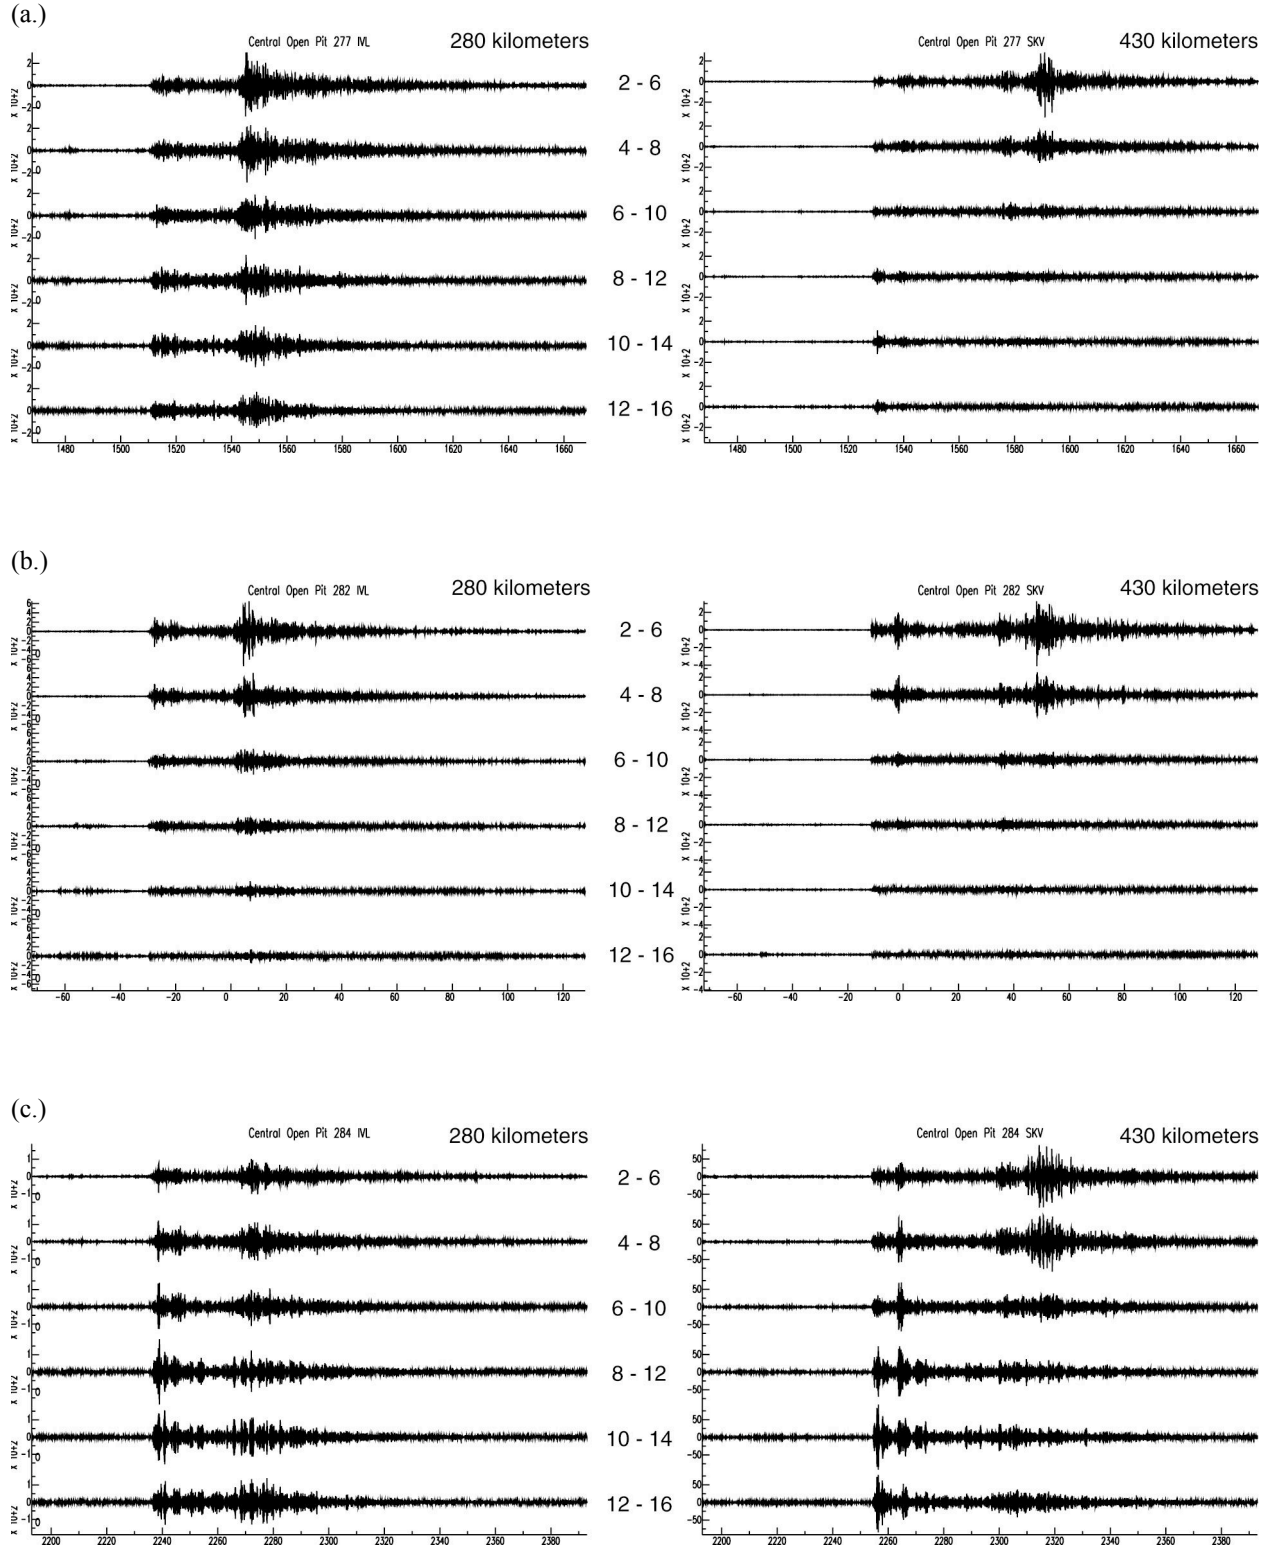 (a.)
Central Open Pit 277 IVL
280 kilometers
Central Open Pit 277 SKV
430 kilometers
2 - 6
4 - 8
6 - 10
8 - 12
10 - 14
12 - 16
X 10+2
1480 1500 1520 1540 1560 1580 1600 1620 1640 1660
1480 1500 1520 1540 1560 1580 1600 1620 1640 1660
(b.)
Central Open Pit 282 IVL
280 kilometers
Central Open Pit 282 SKV
430 kilometers
2 - 6
4 - 8
6 - 10
8 - 12
10 - 14
12 - 16
X 10+2
-60 -40 -20 0 20 40 60 80 100 120
-60 -40 -20 0 20 40 60 80 100 120
(c.)
Central Open Pit 284 IVL
280 kilometers
Central Open Pit 284 SKV
430 kilometers
2 - 6
4 - 8
6 - 10
8 - 12
10 - 14
12 - 16
X 10+2
2200 2220 2240 2260 2280 2300 2320 2340 2360 2380
2200 2220 2240 2260 2280 2300 2320 2340 2360 2380